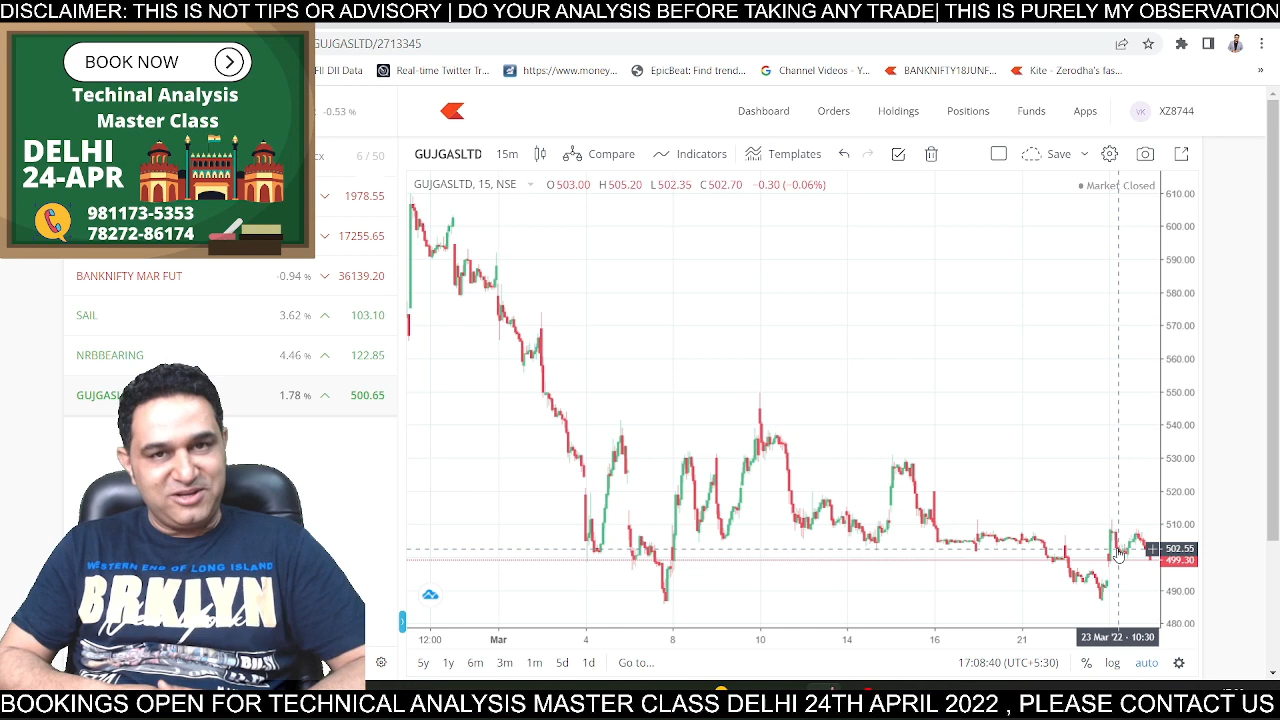 DISCLAIMER: THIS IS NOT TIPS OR ADVISORY | DO YOUR ANALYSIS BEFORE TAKING ANY TRADE| THIS IS PURELY MY OBSERVATION
BOOK NOW
Techinal Analysis
Master Class
DELHI
24-APR
981173-5353
78272-86174
GUJGASLTD/2713345
FII DII Data
Real-time Twitter Tr...
https://www.money...
EpicBeat: Find trend...
Channel Videos - Y...
BANKNIFTY18JUNF...
Kite - Zerodha's fas...
»
-0.53 %
Dashboard
Orders
Holdings
Positions
Funds
Apps
VK
XZ8744
cx
6 / 50
1978.55
17255.65
BANKNIFTY MAR FUT -0.94 % 36139.20
SAIL 3.62 % 103.10
NRBBEARING 4.46 % 122.85
GUJGAS 1.78 % 500.65
GUJGASLTD 15m Compare Indicators Templates Save
GUJGASLTD, 15, NSE O503.00 H505.20 L502.35 C502.70 -0.30 (-0.06%)
Market Closed
610.00
600.00
590.00
580.00
570.00
560.00
550.00
540.00
530.00
520.00
510.00
502.55
499.30
490.00
480.00
12:00 Mar 4 8 10 14 16 21 23 Mar '22 · 10:30
5y 1y 6m 3m 1m 5d 1d Go to... 17:08:40 (UTC+5:30) % log auto
WESTERN END OF LONG ISLAND
BRKLYN
BOOKINGS OPEN FOR TECHNICAL ANALYSIS MASTER CLASS DELHI 24TH APRIL 2022 , PLEASE CONTACT US